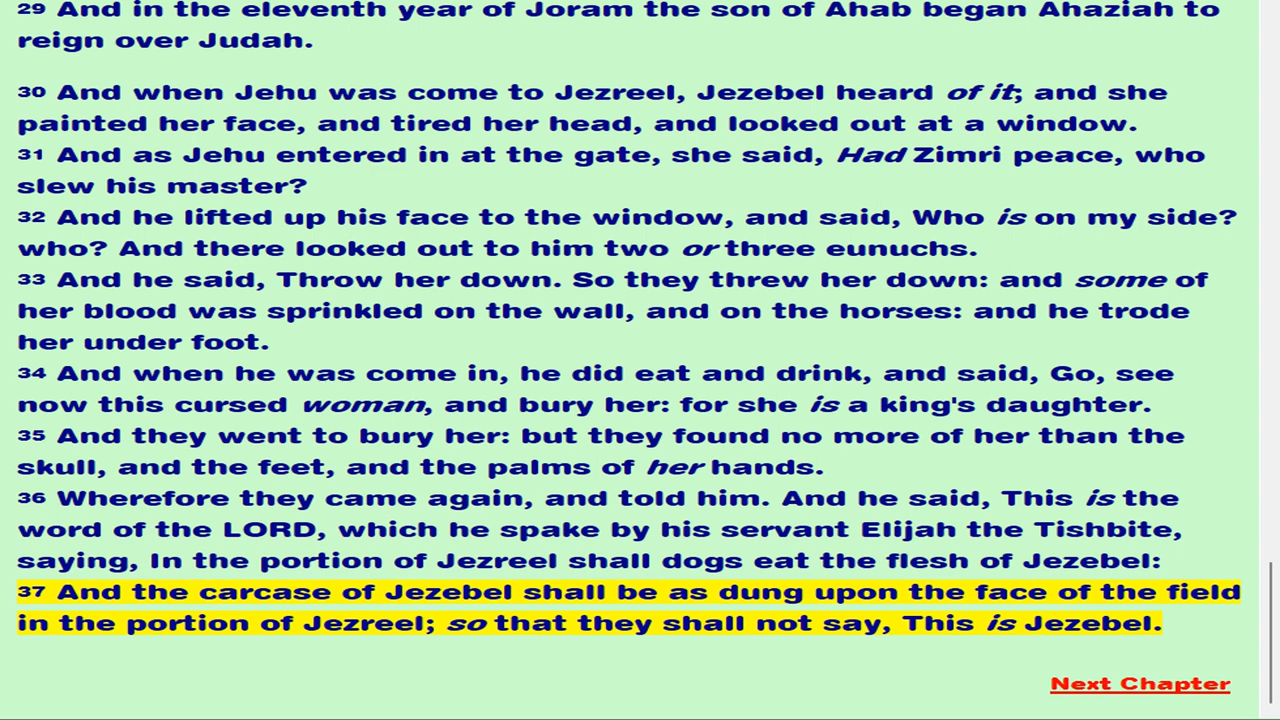 29 And in the eleventh year of Joram the son of Ahab began Ahaziah to
reign over Judah.
30 And when Jehu was come to Jezreel, Jezebel heard of it; and she
painted her face, and tired her head, and looked out at a window.
31 And as Jehu entered in at the gate, she said, Had Zimri peace, who
slew his master?
32 And he lifted up his face to the window, and said, Who is on my side?
who? And there looked out to him two or three eunuchs.
33 And he said, Throw her down. So they threw her down: and some of
her blood was sprinkled on the wall, and on the horses: and he trode
her under foot.
34 And when he was come in, he did eat and drink, and said, Go, see
now this cursed woman, and bury her: for she is a king's daughter.
35 And they went to bury her: but they found no more of her than the
skull, and the feet, and the palms of her hands.
36 Wherefore they came again, and told him. And he said, This is the
word of the LORD, which he spake by his servant Elijah the Tishbite,
saying, In the portion of Jezreel shall dogs eat the flesh of Jezebel:
37 And the carcase of Jezebel shall be as dung upon the face of the field
in the portion of Jezreel; so that they shall not say, This is Jezebel.
Next Chapter